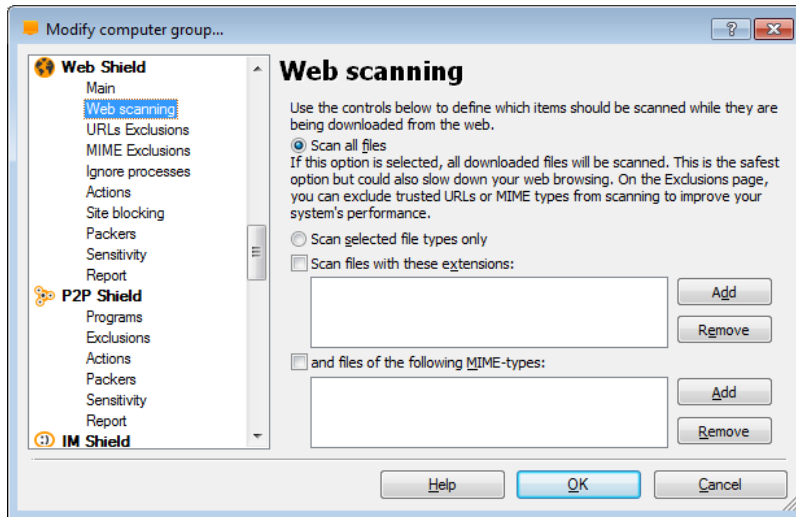 Modify computer group...
Web Shield
Main
Web scanning
URLs Exclusions
MIME Exclusions
Ignore processes
Actions
Site blocking
Packers
Sensitivity
Report
P2P Shield
Programs
Exclusions
Actions
Packers
Sensitivity
Report
IM Shield
Web scanning
Use the controls below to define which items should be scanned while they are
being downloaded from the web.
Scan all files
If this option is selected, all downloaded files will be scanned. This is the safest
option but could also slow down your web browsing. On the Exclusions page,
you can exclude trusted URLs or MIME types from scanning to improve your
system's performance.
Scan selected file types only
Scan files with these extensions:
Add
Remove
and files of the following MIME-types:
Add
Remove
Help
OK
Cancel